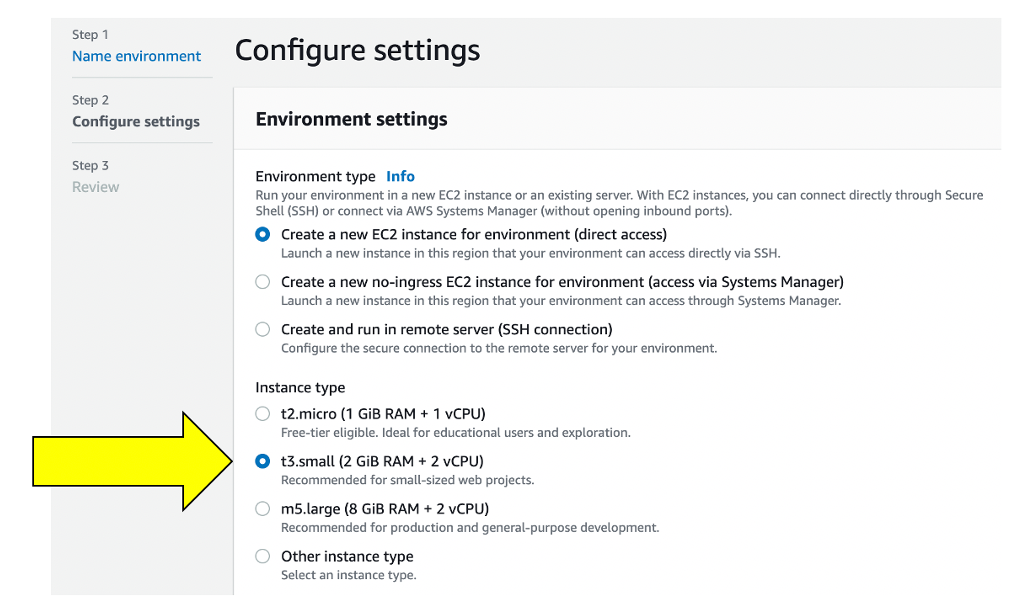 Step 1
Name environment
Step 2
Configure settings
Step 3
Review
Configure settings
Environment settings
Environment type Info
Run your environment in a new EC2 instance or an existing server. With EC2 instances, you can connect directly through Secure
Shell (SSH) or connect via AWS Systems Manager (without opening inbound ports).
Create a new EC2 instance for environment (direct access)
Launch a new instance in this region that your environment can access directly via SSH.
Create a new no-ingress EC2 instance for environment (access via Systems Manager)
Launch a new instance in this region that your environment can access through Systems Manager.
Create and run in remote server (SSH connection)
Configure the secure connection to the remote server for your environment.
Instance type
t2.micro (1 GiB RAM + 1 vCPU)
Free-tier eligible. Ideal for educational users and exploration.
t3.small (2 GiB RAM + 2 vCPU)
Recommended for small-sized web projects.
m5.large (8 GiB RAM + 2 vCPU)
Recommended for production and general-purpose development.
Other instance type
Select an instance type.